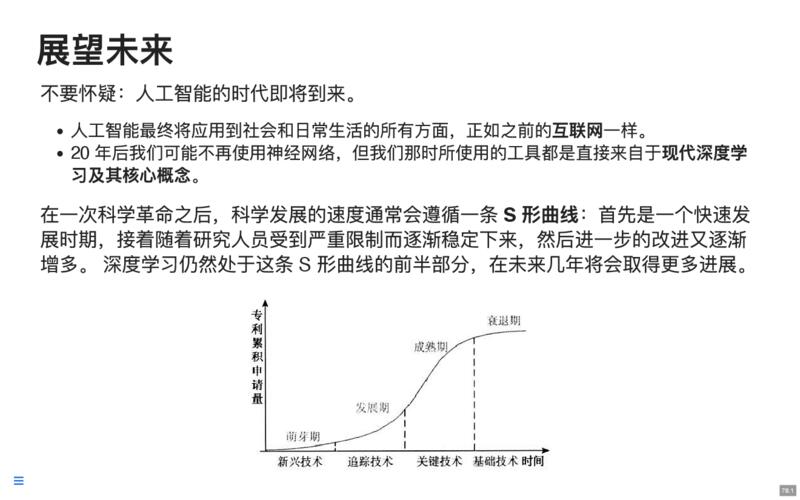 展望未来
不要怀疑：人工智能的时代即将到来。
• 人工智能最终将应用到社会和日常生活的所有方面，正如之前的互联网一样。
• 20 年后我们可能不再使用神经网络，但我们那时所使用的工具都是直接来自于现代深度学
习及其核心概念。
在一次科学革命之后，科学发展的速度通常会遵循一条 S 形曲线：首先是一个快速发
展时期，接着随着研究人员受到严重限制而逐渐稳定下来，然后进一步的改进又逐渐
增多。 深度学习仍然处于这条 S 形曲线的前半部分，在未来几年将会取得更多进展。
专利累积申请量
衰退期
成熟期
发展期
萌芽期
新兴技术 追踪技术 关键技术 基础技术 时间
78.1